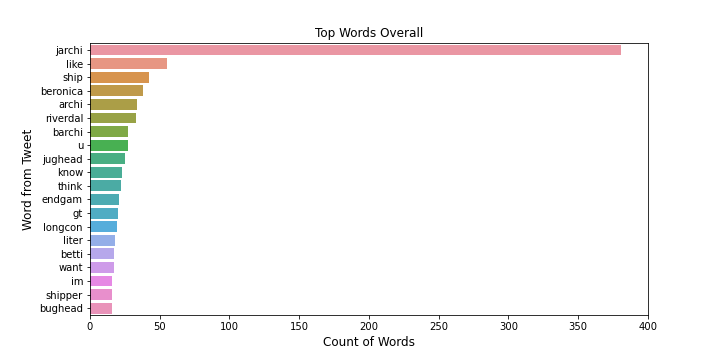 Top Words Overall
jarchi
like
ship
beronica
archi
riverdal
barchi
u
jughead
know
think
endgam
gt
longcon
liter
betti
want
im
shipper
bughead
Word from Tweet
0 50 100 150 200 250 300 350 400
Count of Words